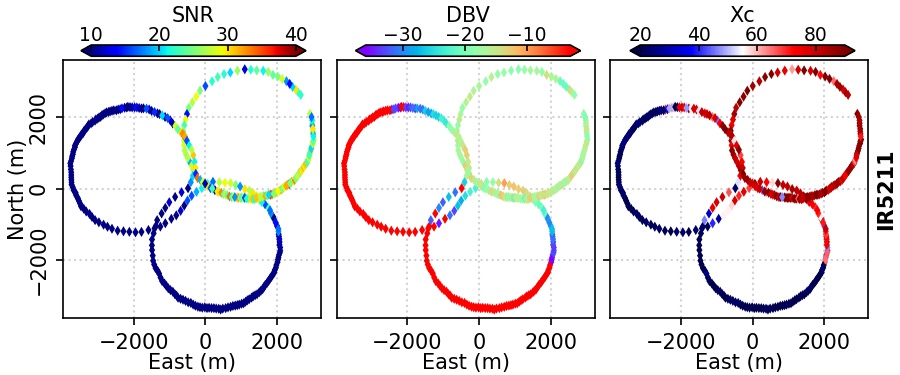 SNR
10 20 30 40
DBV
−30 −20 −10
Xc
20 40 60 80
North (m)
2000
0
−2000
−2000 0 2000
East (m)
−2000 0 2000
East (m)
−2000 0 2000
East (m)
IR5211